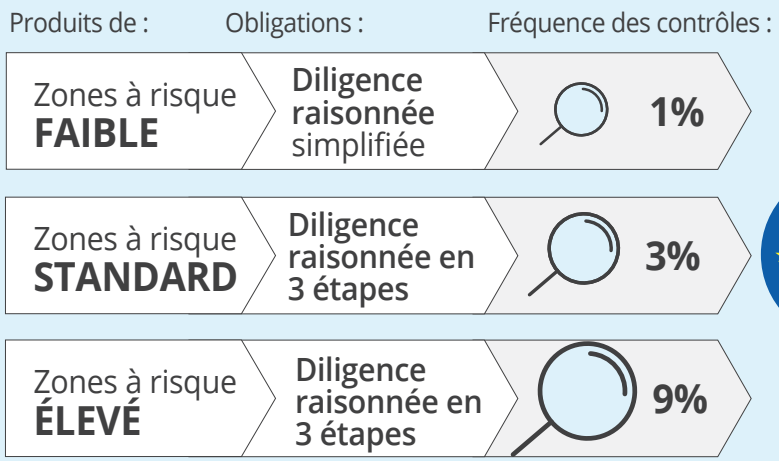 Produits de :
Obligations :
Fréquence des contrôles :
Zones à risque
FAIBLE
Diligence
raisonnée
simplifiée
1%
Zones à risque
STANDARD
Diligence
raisonnée en
3 étapes
3%
Zones à risque
ÉLEVÉ
Diligence
raisonnée en
3 étapes
9%